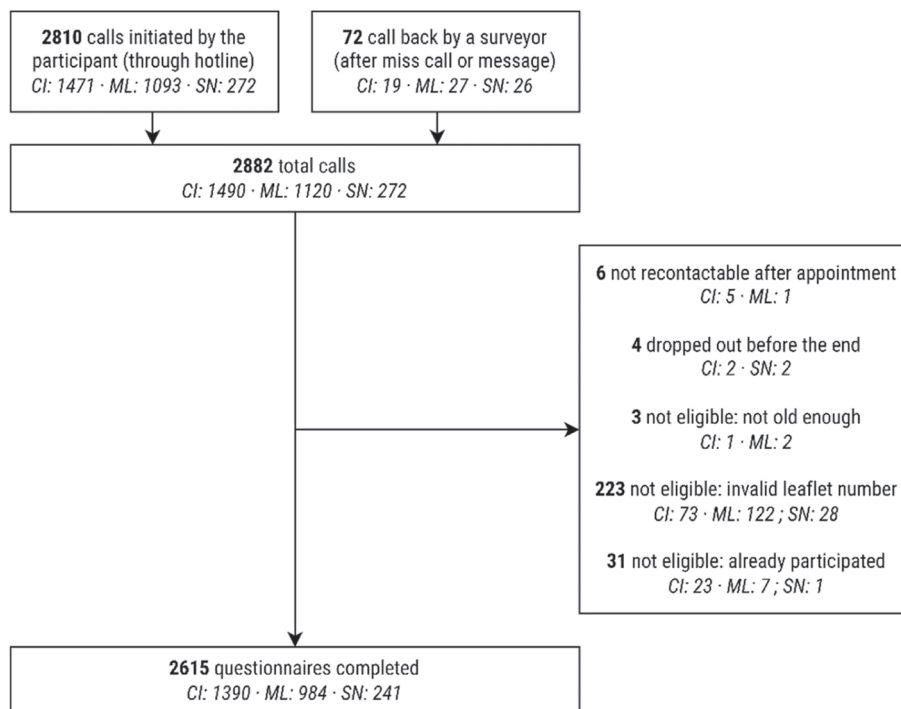 2810 calls initiated by the
participant (through hotline)
CI: 1471 · ML: 1093 · SN: 272
72 call back by a surveyor
(after miss call or message)
CI: 19 · ML: 27 · SN: 26
2882 total calls
CI: 1490 · ML: 1120 · SN: 272
6 not recontactable after appointment
CI: 5 · ML: 1
4 dropped out before the end
CI: 2 · SN: 2
3 not eligible: not old enough
CI: 1 · ML: 2
223 not eligible: invalid leaflet number
CI: 73 · ML: 122 ; SN: 28
31 not eligible: already participated
CI: 23 · ML: 7 ; SN: 1
2615 questionnaires completed
CI: 1390 · ML: 984 · SN: 241